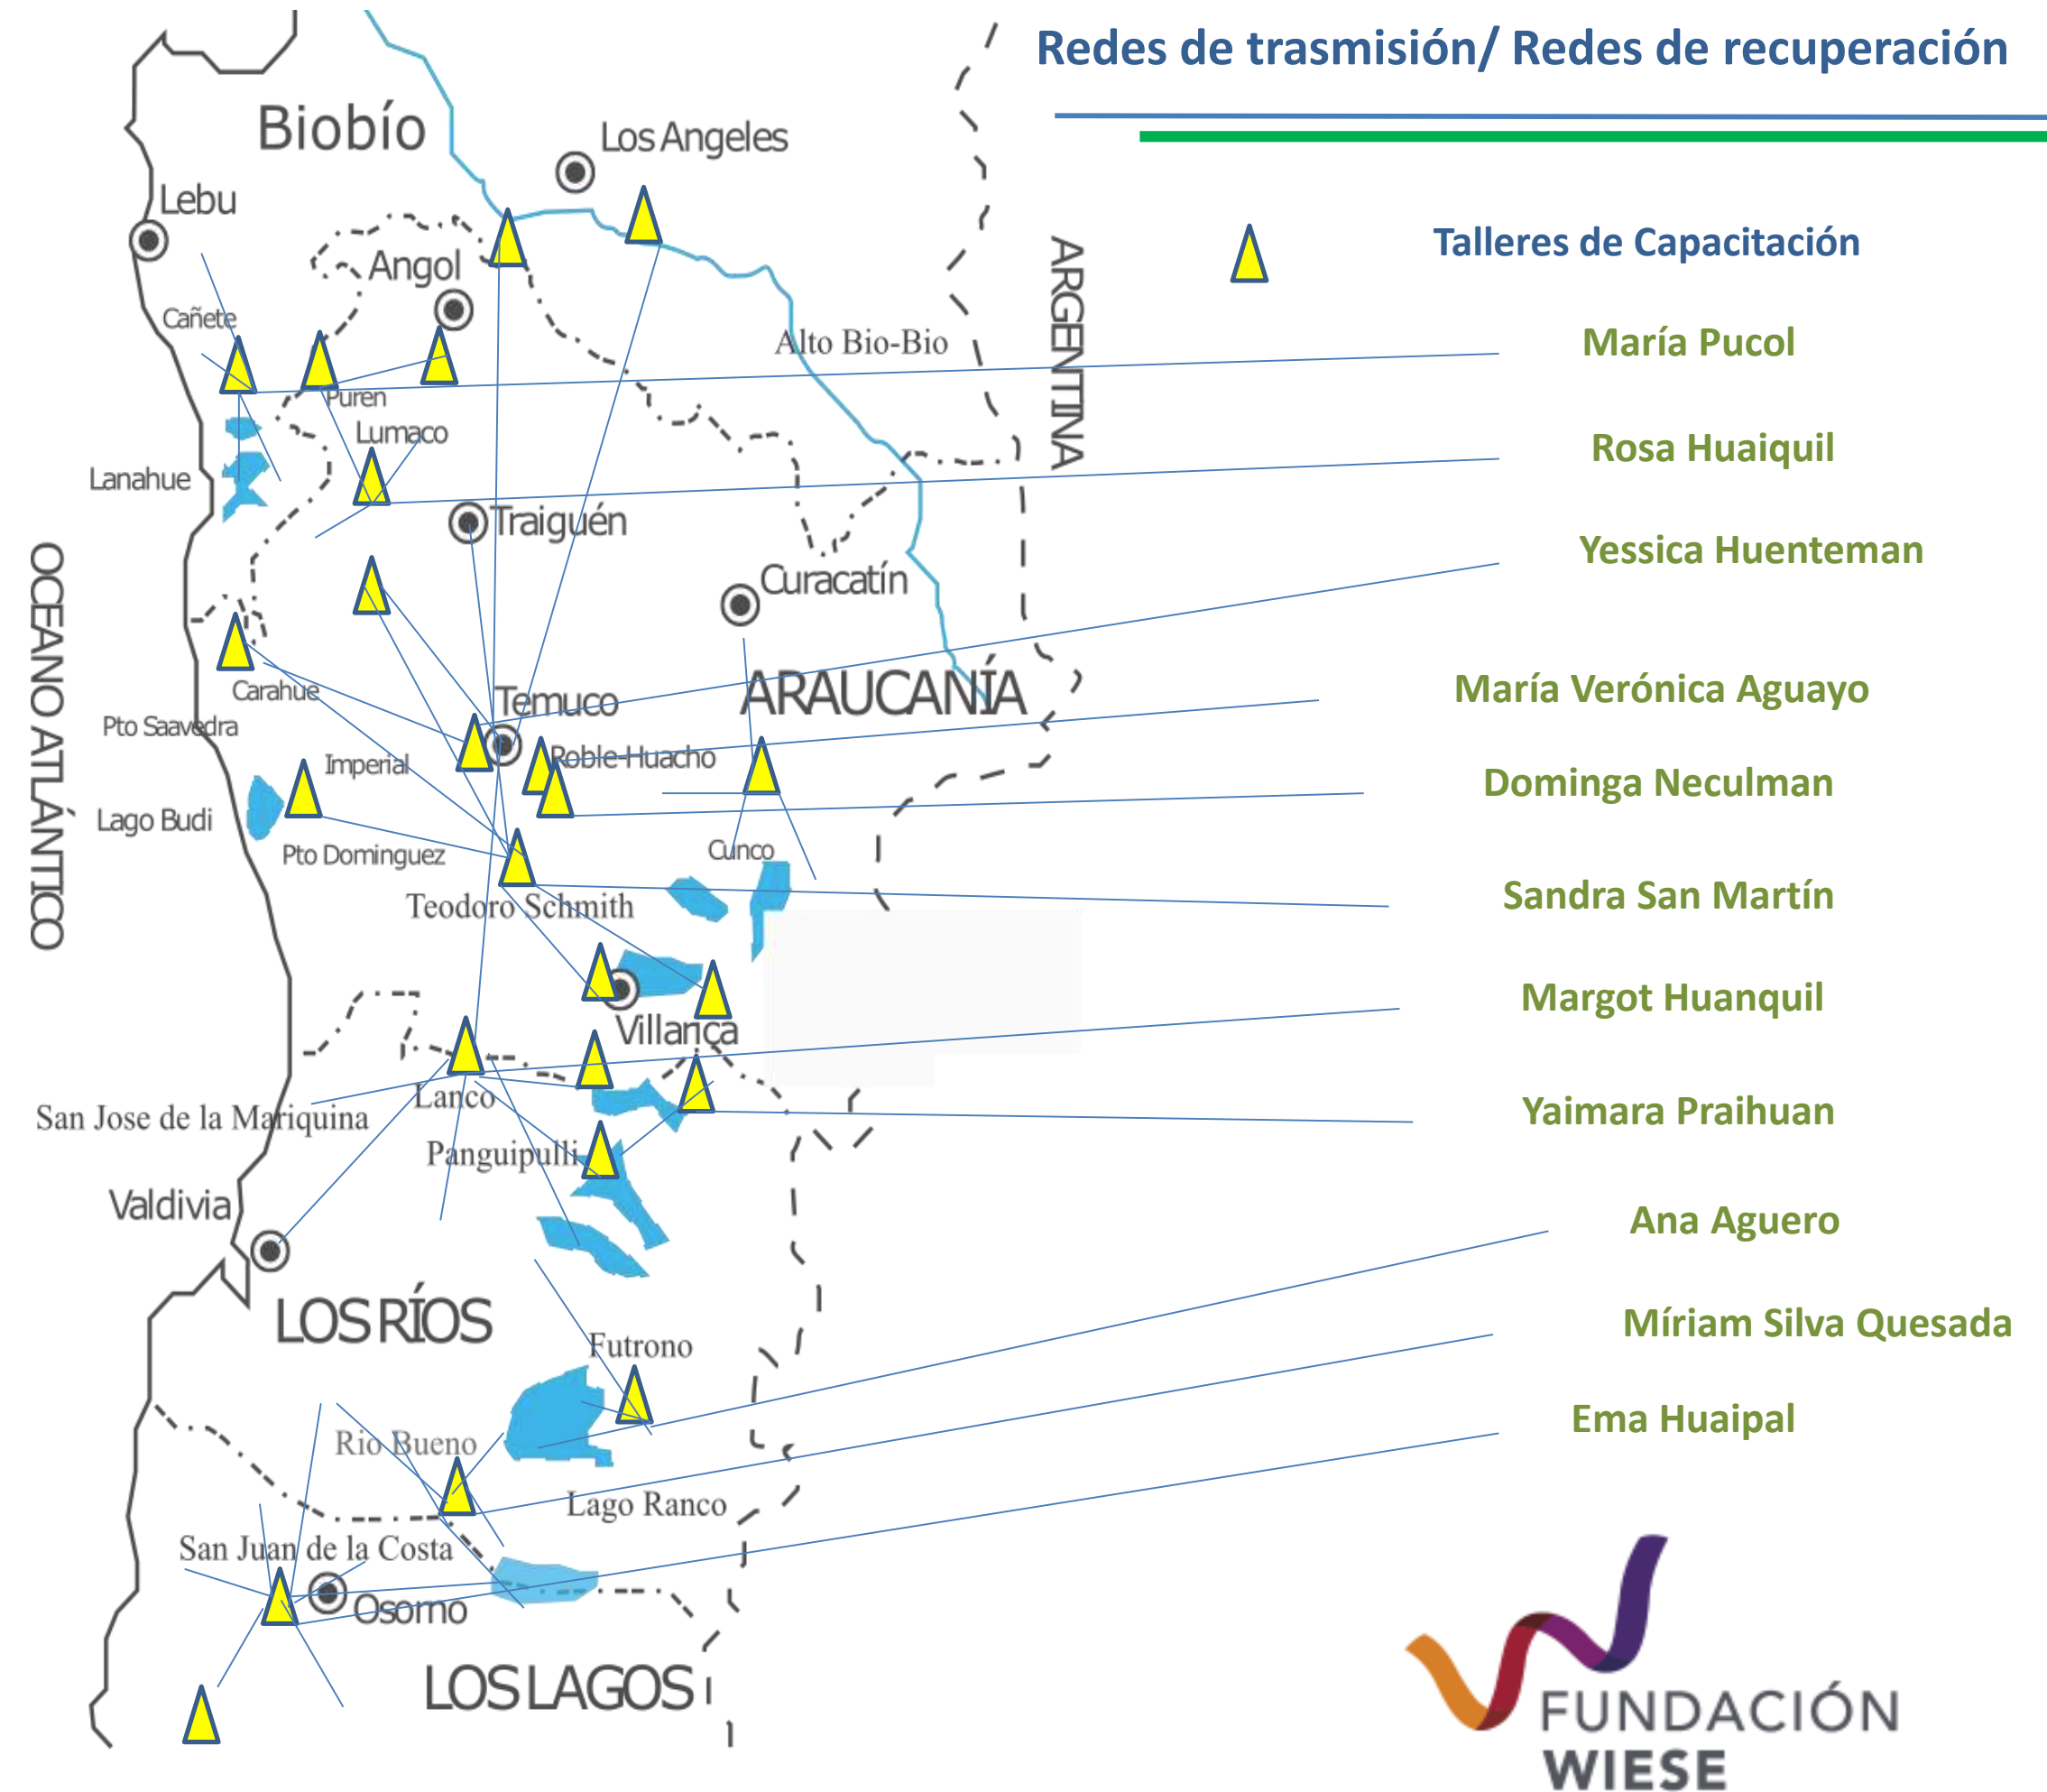 Redes de trasmisión/ Redes de recuperación
Biobío
Los Angeles
Lebu
Angol
Talleres de Capacitación
ARGENTINA
Cañete
Alto Bio-Bio
María Pucol
Puren
Lumaco
Rosa Huaiquil
Lanahue
Traiguén
Yessica Huenteman
Curacatín
OCEANO ATLÁNTICO
Carahue
Temuco
ARAUCANÍA
María Verónica Aguayo
Pto Saavedra
Imperial
Roble-Huacho
Dominga Neculman
Lago Budi
Pto Dominguez
Cunco
Sandra San Martín
Teodoro Schmith
Margot Huanquil
Villarica
Lanco
San Jose de la Mariquina
Yaimara Praihuan
Panguipulli
Valdivia
Ana Aguero
LOS RÍOS
Futrono
Míriam Silva Quesada
Rio Bueno
Ema Huaipal
Lago Ranco
San Juan de la Costa
Osorno
LOS LAGOS
FUNDACIÓN
WIESE